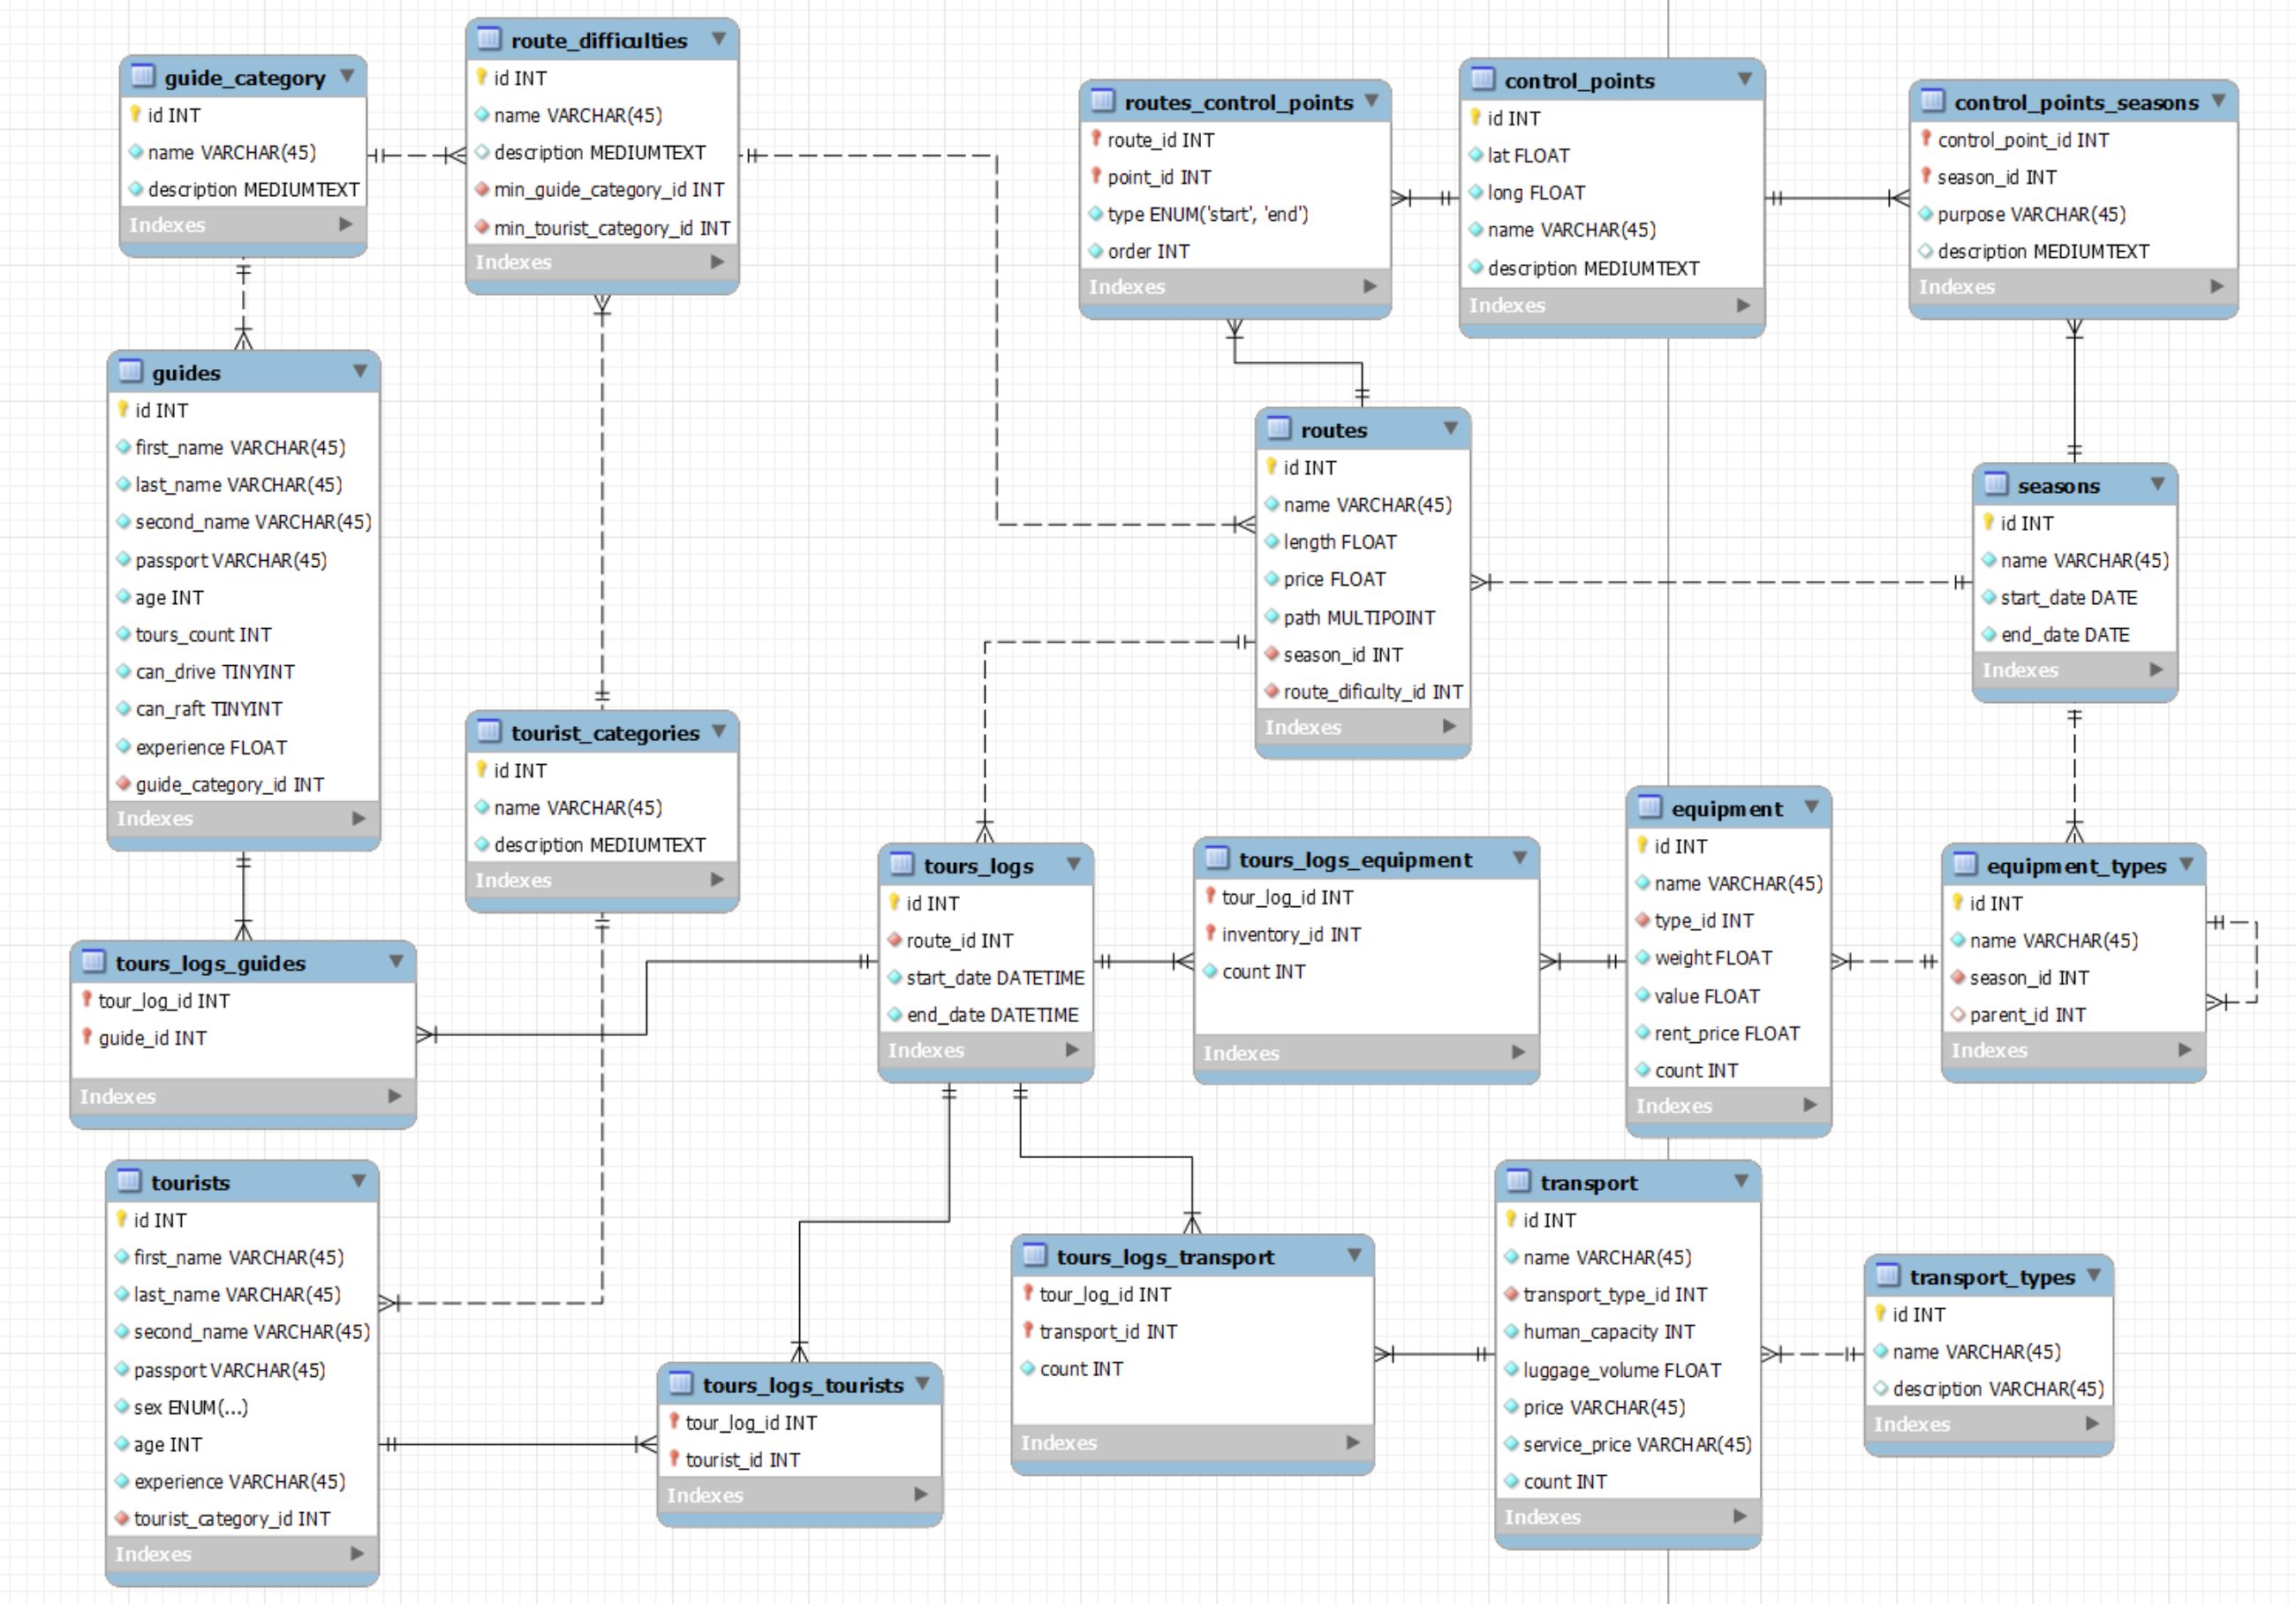 guide_category
id INT
name VARCHAR(45)
description MEDIUMTEXT
Indexes
route_difficulties
id INT
name VARCHAR(45)
description MEDIUMTEXT
min_guide_category_id INT
min_tourist_category_id INT
Indexes
routes_control_points
route_id INT
point_id INT
type ENUM('start', 'end')
order INT
Indexes
control_points
id INT
lat FLOAT
long FLOAT
name VARCHAR(45)
description MEDIUMTEXT
Indexes
control_points_seasons
control_point_id INT
season_id INT
purpose VARCHAR(45)
description MEDIUMTEXT
Indexes
guides
id INT
first_name VARCHAR(45)
last_name VARCHAR(45)
second_name VARCHAR(45)
passport VARCHAR(45)
age INT
tours_count INT
can_drive TINYINT
can_raft TINYINT
experience FLOAT
guide_category_id INT
Indexes
routes
id INT
name VARCHAR(45)
length FLOAT
price FLOAT
path MULTIPOINT
season_id INT
route_dificulty_id INT
Indexes
seasons
id INT
name VARCHAR(45)
start_date DATE
end_date DATE
Indexes
tourist_categories
id INT
name VARCHAR(45)
description MEDIUMTEXT
Indexes
tours_logs
id INT
route_id INT
start_date DATETIME
end_date DATETIME
Indexes
tours_logs_equipment
tour_log_id INT
inventory_id INT
count INT
Indexes
equipment
id INT
name VARCHAR(45)
type_id INT
weight FLOAT
value FLOAT
rent_price FLOAT
count INT
Indexes
equipment_types
id INT
name VARCHAR(45)
season_id INT
parent_id INT
Indexes
tours_logs_guides
tour_log_id INT
guide_id INT
Indexes
tourists
id INT
first_name VARCHAR(45)
last_name VARCHAR(45)
second_name VARCHAR(45)
passport VARCHAR(45)
sex ENUM(...)
age INT
experience VARCHAR(45)
tourist_category_id INT
Indexes
tours_logs_tourists
tour_log_id INT
tourist_id INT
Indexes
tours_logs_transport
tour_log_id INT
transport_id INT
count INT
Indexes
transport
id INT
name VARCHAR(45)
transport_type_id INT
human_capacity INT
luggage_volume FLOAT
price VARCHAR(45)
service_price VARCHAR(45)
count INT
Indexes
transport_types
id INT
name VARCHAR(45)
description VARCHAR(45)
Indexes